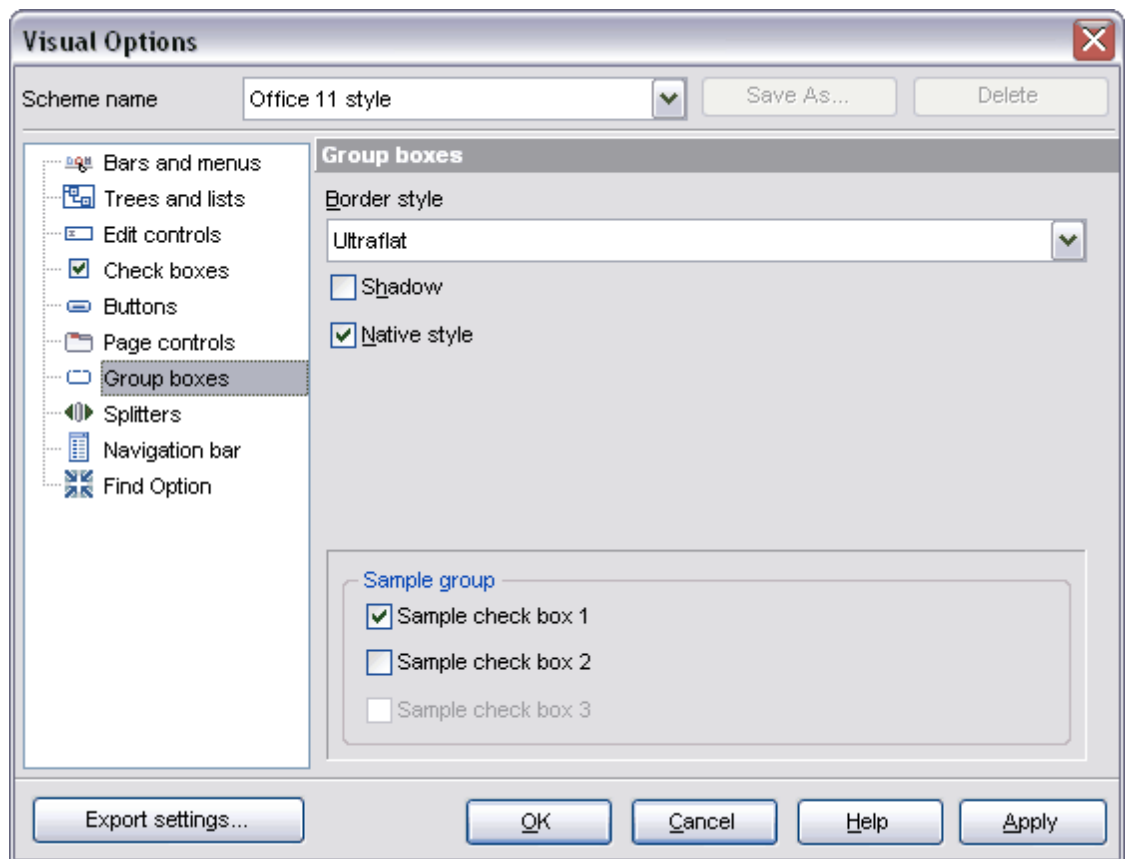 Visual Options
Scheme name
Office 11 style
Save As...
Delete
Bars and menus
Trees and lists
Edit controls
Check boxes
Buttons
Page controls
Group boxes
Splitters
Navigation bar
Find Option
Group boxes
Border style
Ultraflat
Shadow
Native style
Sample group
Sample check box 1
Sample check box 2
Sample check box 3
Export settings...
OK
Cancel
Help
Apply